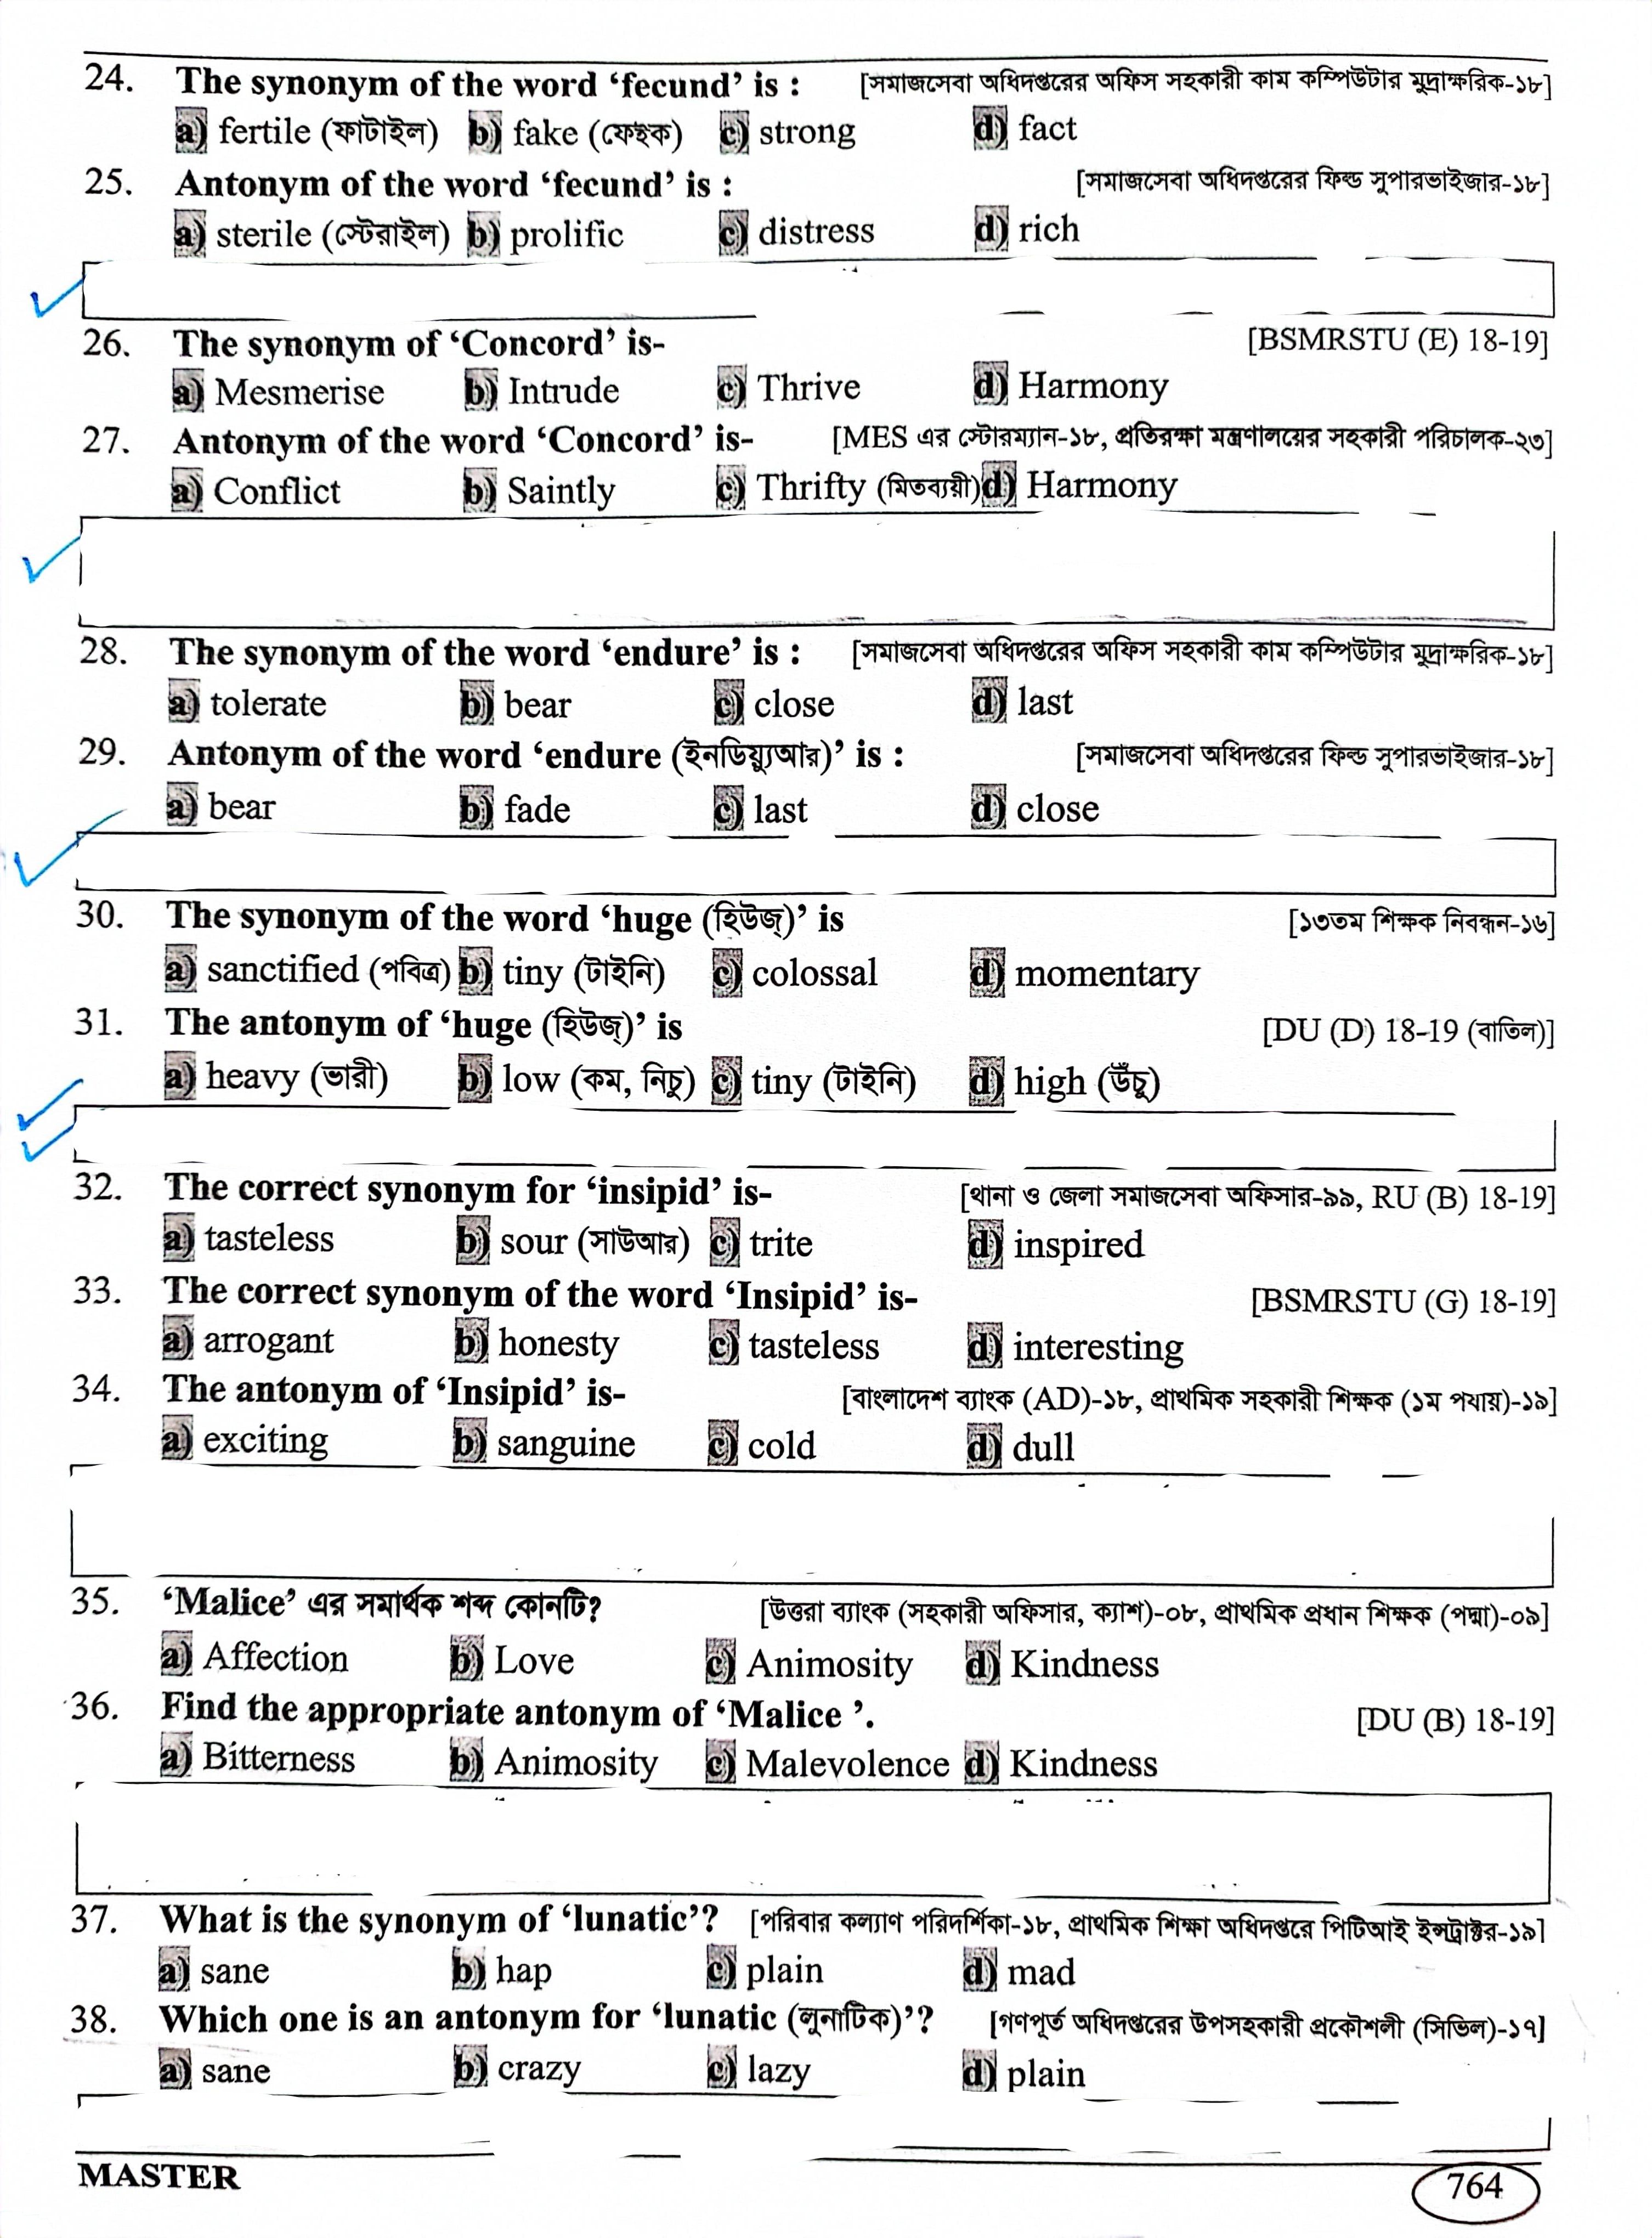 24. The synonym of the word ‘fecund’ is : [সমাজসেবা অধিদপ্তরের অফিস সহকারী কাম কম্পিউটার মুদ্রাক্ষরিক-১৮]
a) fertile (ফার্টাইল) b) fake (ফেইক) c) strong d) fact
25. Antonym of the word ‘fecund’ is : [সমাজসেবা অধিদপ্তরের ফিল্ড সুপারভাইজার-১৮]
a) sterile (স্টেরাইল) b) prolific c) distress d) rich
26. The synonym of ‘Concord’ is- [BSMRSTU (E) 18-19]
a) Mesmerise b) Intrude c) Thrive d) Harmony
27. Antonym of the word ‘Concord’ is- [MES এর স্টোরম্যান-১৮, প্রতিরক্ষা মন্ত্রণালয়ের সহকারী পরিচালক-২৩]
a) Conflict b) Saintly c) Thrifty (মিতব্যয়ী) d) Harmony
28. The synonym of the word ‘endure’ is : [সমাজসেবা অধিদপ্তরের অফিস সহকারী কাম কম্পিউটার মুদ্রাক্ষরিক-১৮]
a) tolerate b) bear c) close d) last
29. Antonym of the word ‘endure (ইনডিয়্যুআর)’ is : [সমাজসেবা অধিদপ্তরের ফিল্ড সুপারভাইজার-১৮]
a) bear b) fade c) last d) close
30. The synonym of the word ‘huge (হিউজ্)’ is [১৩তম শিক্ষক নিবন্ধন-১৬]
a) sanctified (পবিত্র) b) tiny (টাইনি) c) colossal d) momentary
31. The antonym of ‘huge (হিউজ্)’ is [DU (D) 18-19 (বাতিল)]
a) heavy (ভারী) b) low (কম, নিচু) c) tiny (টাইনি) d) high (উঁচু)
32. The correct synonym for ‘insipid’ is- [থানা ও জেলা সমাজসেবা অফিসার-৯৯, RU (B) 18-19]
a) tasteless b) sour (সাউআর) c) trite d) inspired
33. The correct synonym of the word ‘Insipid’ is- [BSMRSTU (G) 18-19]
a) arrogant b) honesty c) tasteless d) interesting
34. The antonym of ‘Insipid’ is- [বাংলাদেশ ব্যাংক (AD)-১৮, প্রাথমিক সহকারী শিক্ষক (১ম পর্যায়)-১৯]
a) exciting b) sanguine c) cold d) dull
35. ‘Malice’ এর সমার্থক শব্দ কোনটি? [উত্তরা ব্যাংক (সহকারী অফিসার, ক্যাশ)-০৮, প্রাথমিক প্রধান শিক্ষক (পদ্মা)-০৯]
a) Affection b) Love c) Animosity d) Kindness
36. Find the appropriate antonym of ‘Malice ’. [DU (B) 18-19]
a) Bitterness b) Animosity c) Malevolence d) Kindness
37. What is the synonym of ‘lunatic’? [পরিবার কল্যাণ পরিদর্শিকা-১৮, প্রাথমিক শিক্ষা অধিদপ্তরে পিটিআই ইন্সট্রাক্টর-১৯]
a) sane b) hap c) plain d) mad
38. Which one is an antonym for ‘lunatic (লুনাটিক)’? [গণপূর্ত অধিদপ্তরের উপসহকারী প্রকৌশলী (সিভিল)-১৭]
a) sane b) crazy c) lazy d) plain
MASTER 764